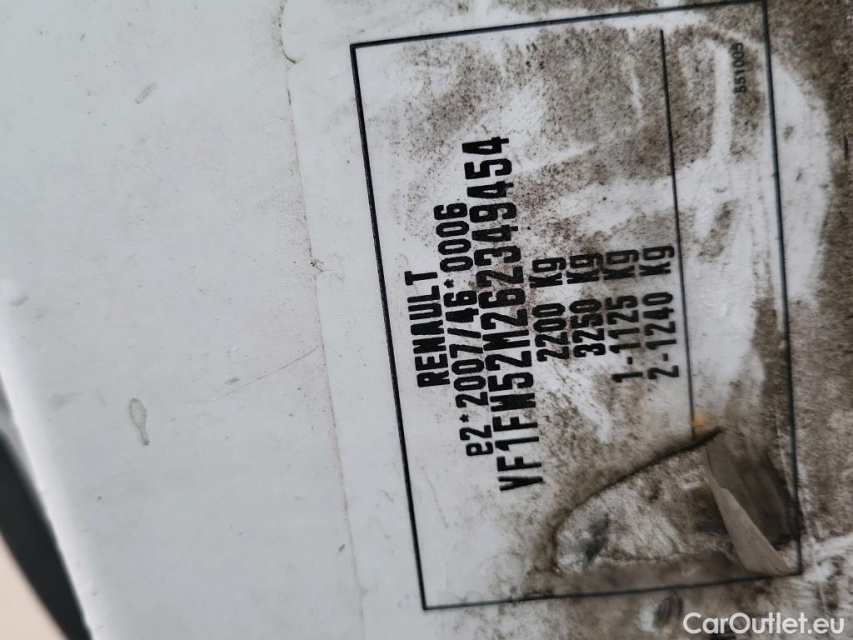 RENAULT
e2*2007/46*0006
VF1FW52M262349454
2200 Kg
3250 Kg
1-1125 Kg
2-1240 Kg
551005
CarOutlet.eu